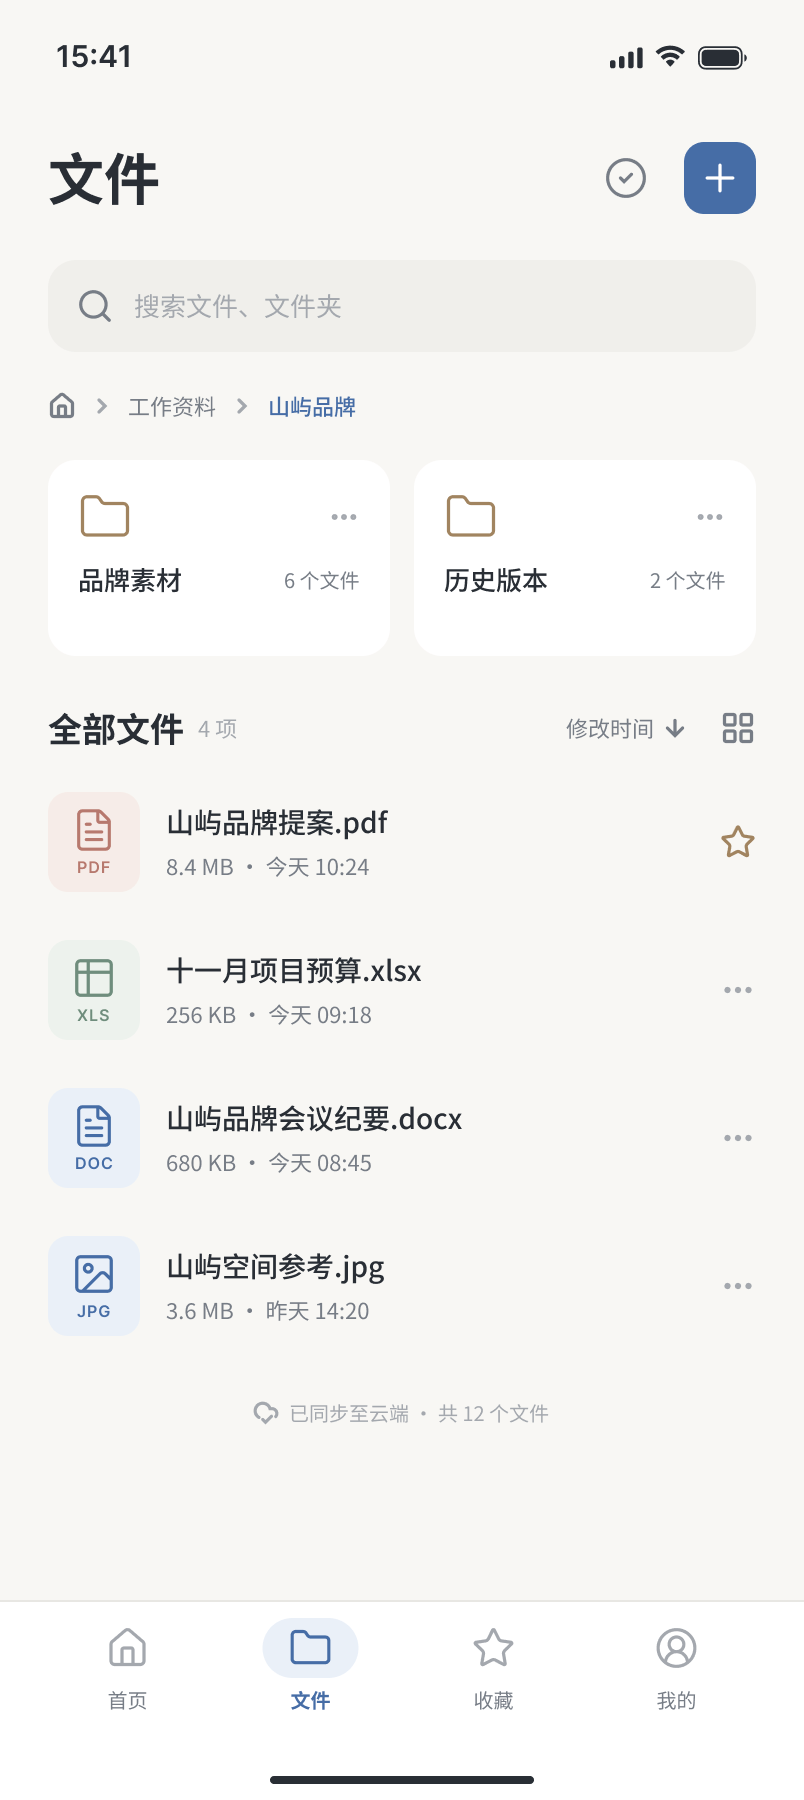 15:41
文件
搜索文件、文件夹
工作资料 山屿品牌
品牌素材 6 个文件
历史版本 2 个文件
全部文件 4 项 修改时间
山屿品牌提案.pdf
PDF
8.4 MB · 今天 10:24
十一月项目预算.xlsx
XLS
256 KB · 今天 09:18
山屿品牌会议纪要.docx
DOC
680 KB · 今天 08:45
山屿空间参考.jpg
JPG
3.6 MB · 昨天 14:20
已同步至云端 · 共 12 个文件
首页 文件 收藏 我的